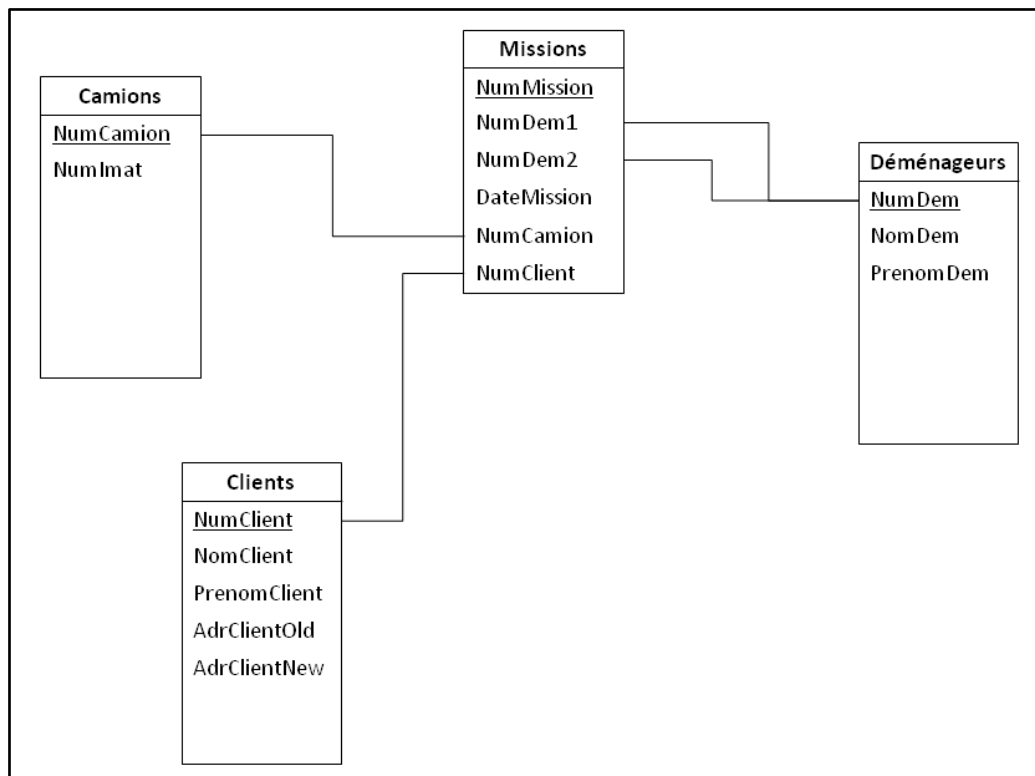 Camions
NumCamion
NumImat
Missions
NumMission
NumDem1
NumDem2
DateMission
NumCamion
NumClient
Déménageurs
NumDem
NomDem
PrenomDem
Clients
NumClient
NomClient
PrenomClient
AdrClientOld
AdrClientNew